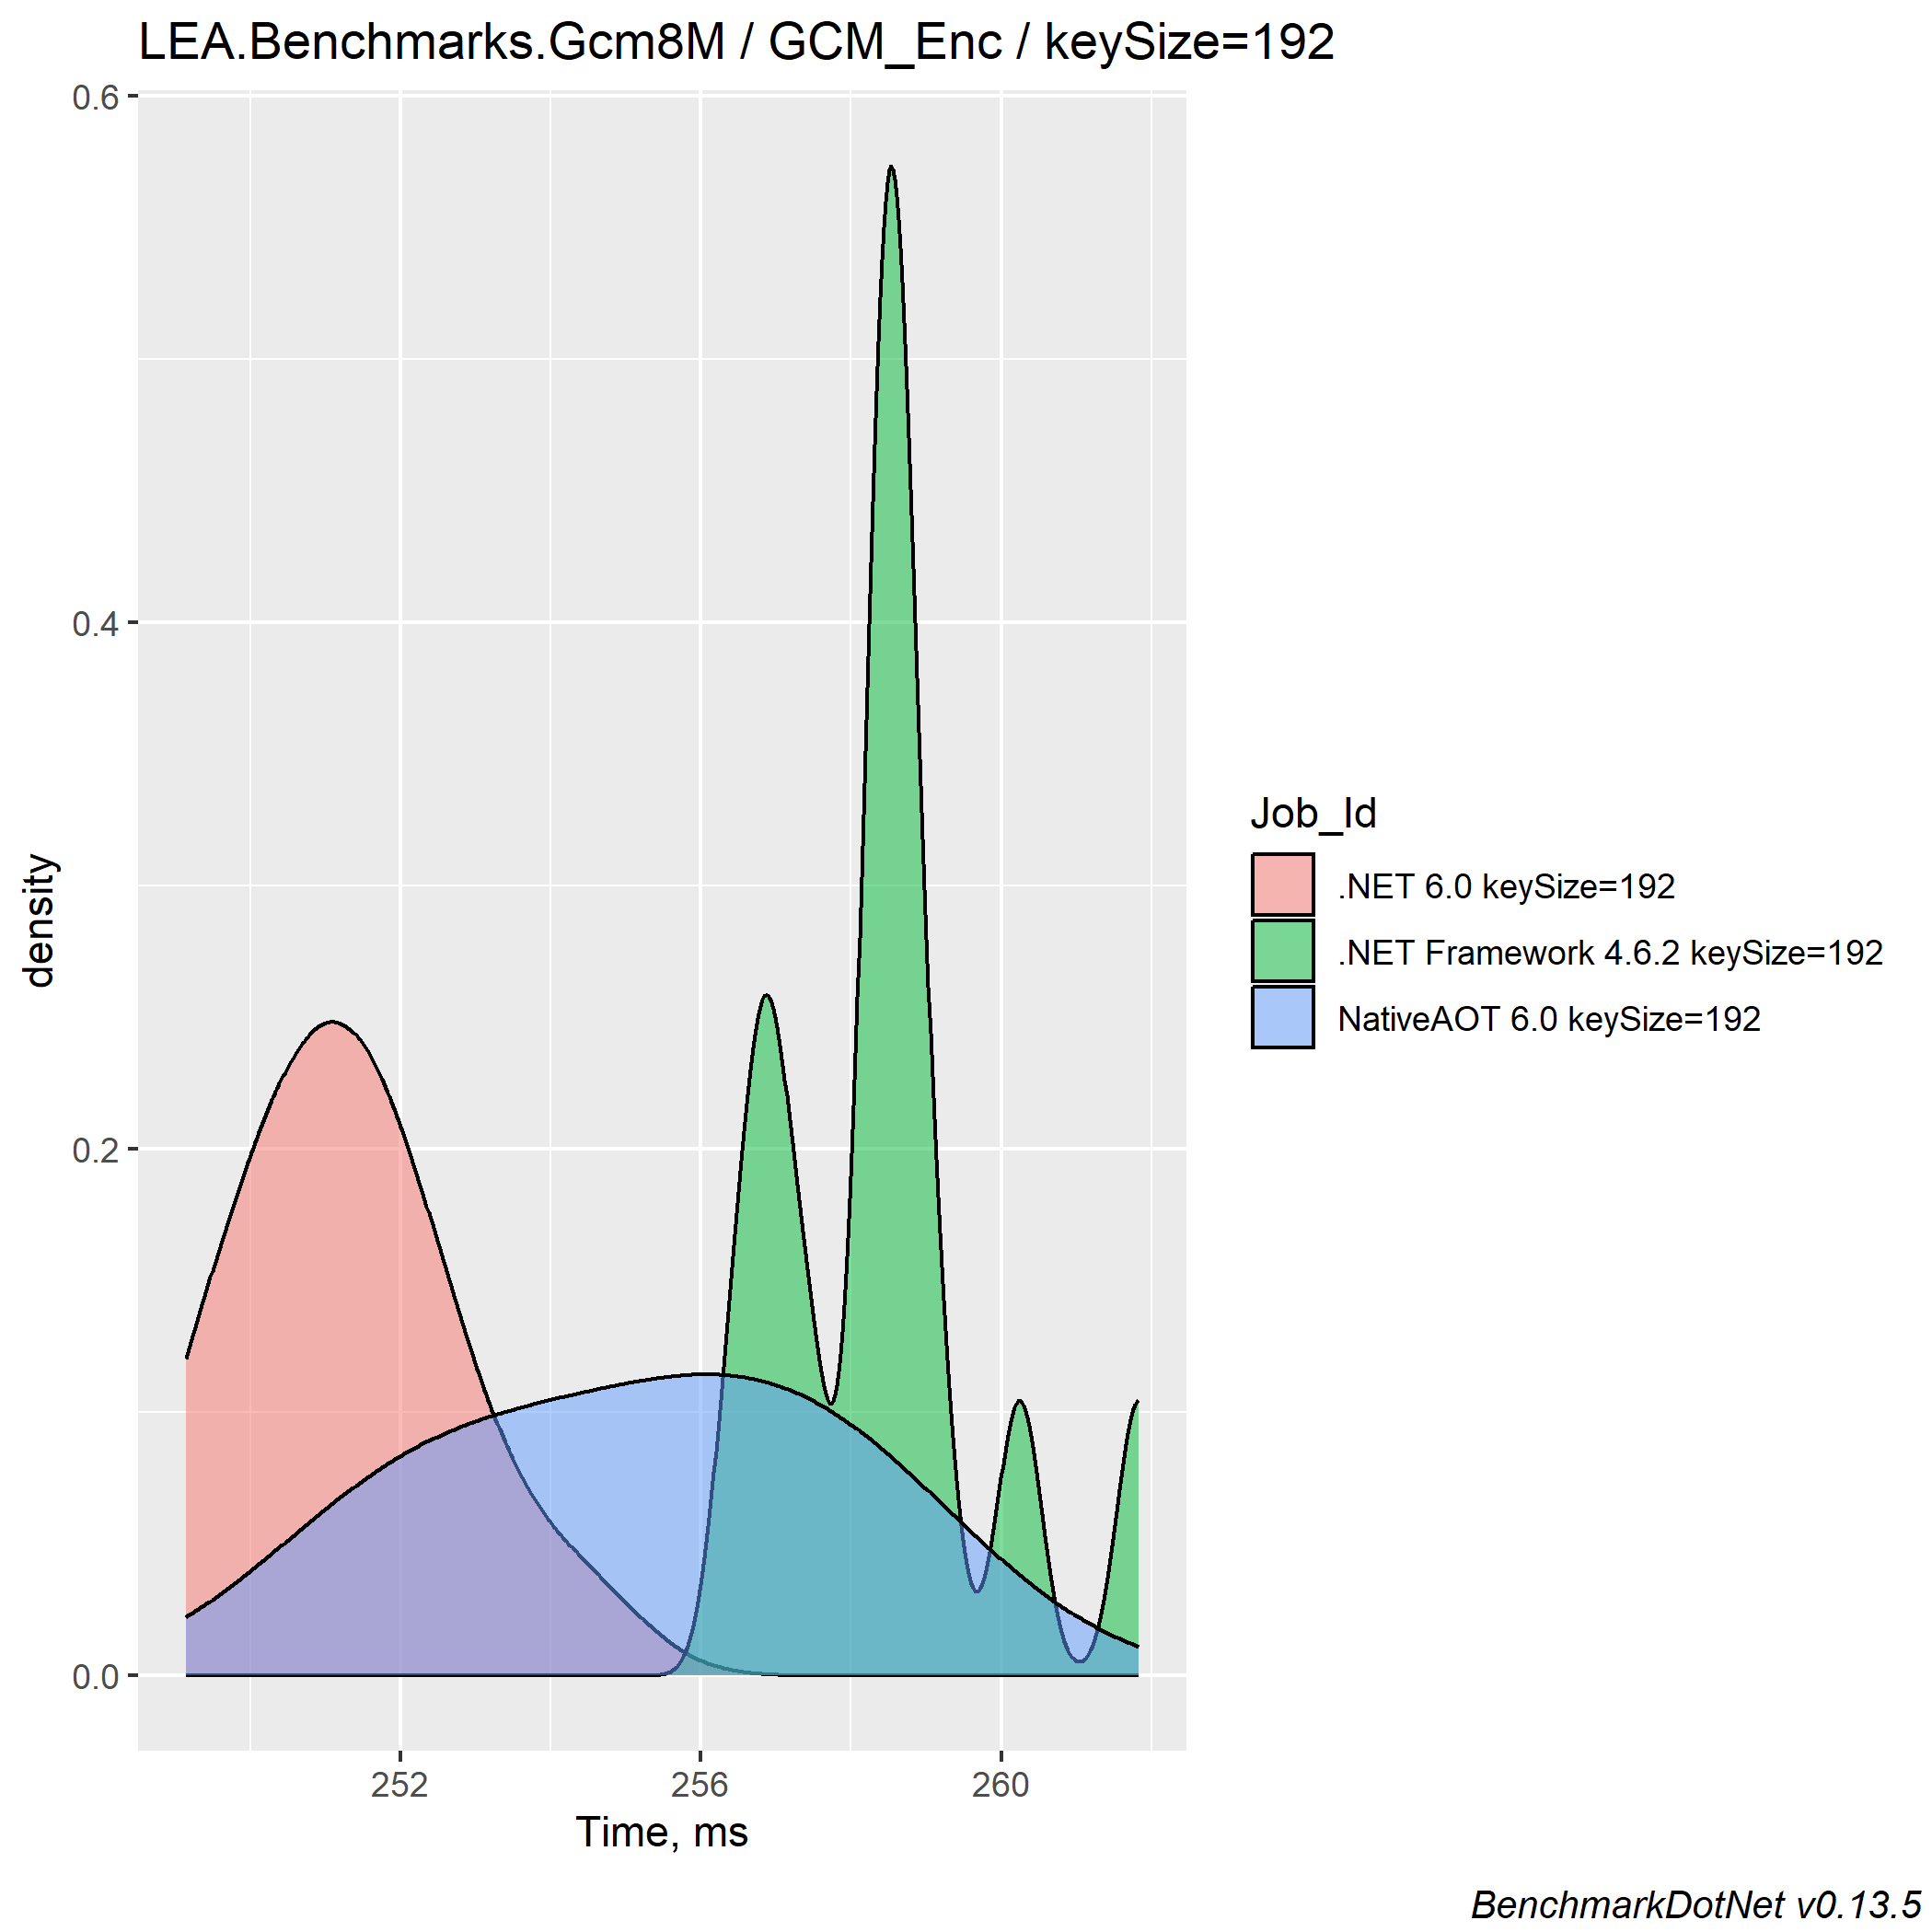 LEA.Benchmarks.Gcm8M / GCM_Enc / keySize=192
0.6
0.4
0.2
0.0
density
252
256
260
Time, ms
Job_Id
.NET 6.0 keySize=192
.NET Framework 4.6.2 keySize=192
NativeAOT 6.0 keySize=192
BenchmarkDotNet v0.13.5